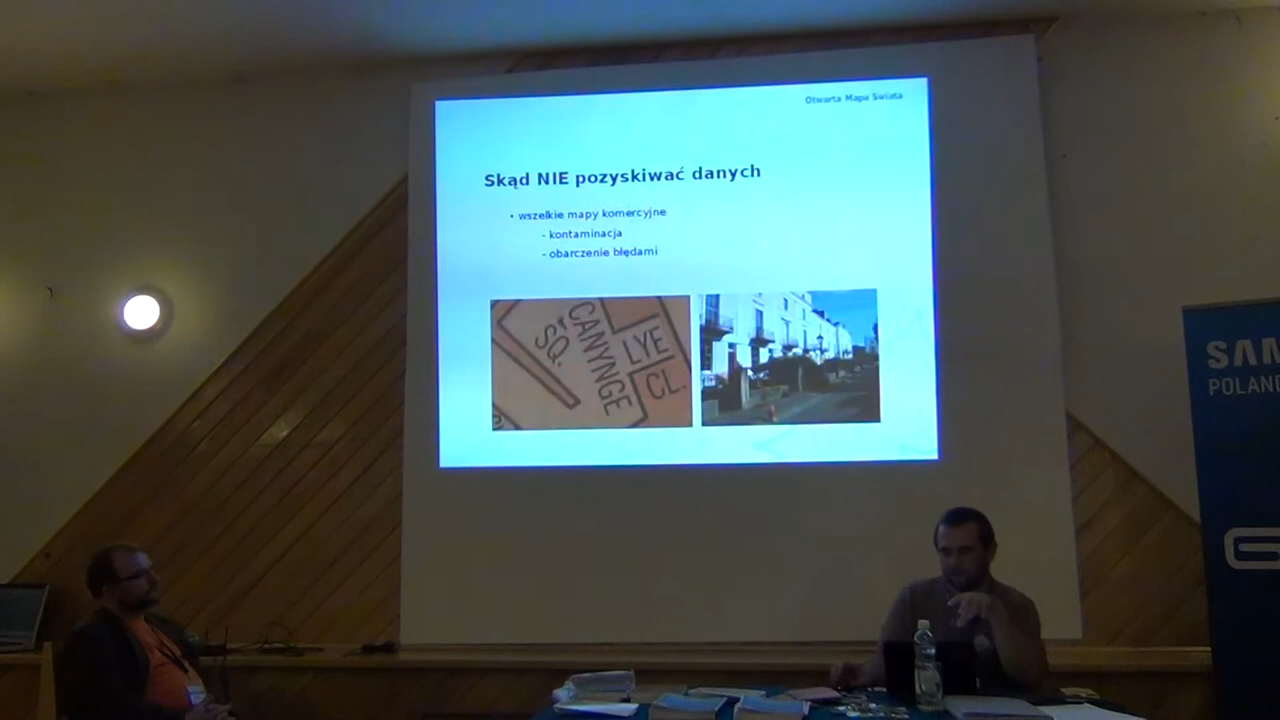 Otwarta Mapa Świata
Skąd NIE pozyskiwać danych
• wszelkie mapy komercyjne
- kontaminacja
- obarczenie błędami
CANYNGE
SQ.
LYE
CL.
SAM
POLAND